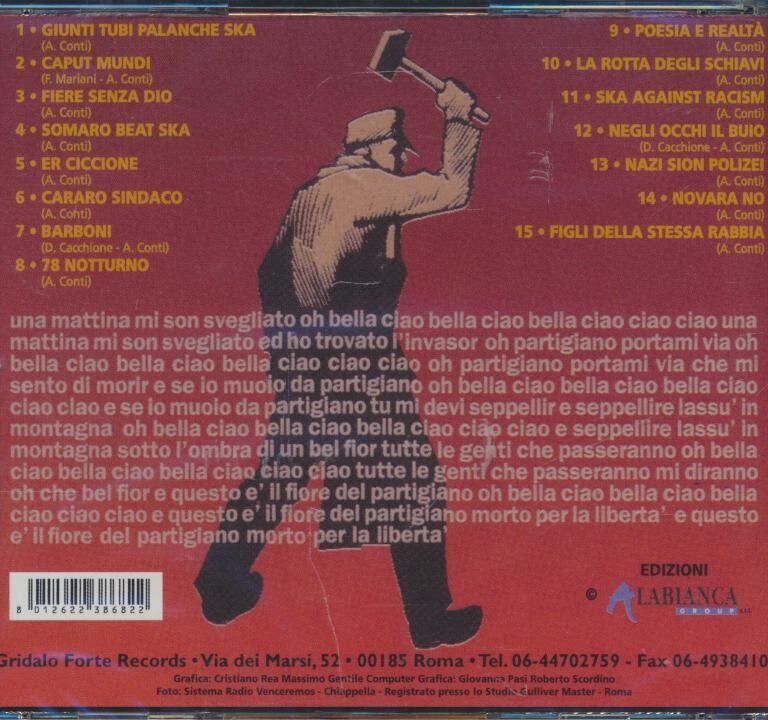 1 • GIUNTI TUBI PALANCHE SKA
(A. Conti)
2 • CAPUT MUNDI
(F. Mariani - A. Conti)
3 • FIERE SENZA DIO
(A. Conti)
4 • SOMARO BEAT SKA
(A. Conti)
5 • ER CICCIONE
(A. Conti)
6 • CARARO SINDACO
(A. Conti)
7 • BARBONI
(D. Cacchione - A. Conti)
8 • 78 NOTTURNO
(A. Conti)
9 • POESIA E REALTÀ
(A. Conti)
10 • LA ROTTA DEGLI SCHIAVI
(A. Conti)
11 • SKA AGAINST RACISM
(A. Conti)
12 • NEGLI OCCHI IL BUIO
(D. Cacchione - A. Conti)
13 • NAZI SION POLIZEI
(A. Conti)
14 • NOVARA NO
(A. Conti)
15 • FIGLI DELLA STESSA RABBIA
(A. Conti)
una mattina mi son svegliato oh bella ciao bella ciao bella ciao ciao ciao una
mattina mi son svegliato ed ho trovato l'invasor oh partigiano portami via oh
bella ciao bella ciao bella ciao ciao ciao oh partigiano portami via che mi
sento di morir e se io muoio da partigiano oh bella ciao bella ciao bella ciao
ciao ciao e se io muoio da partigiano tu mi devi seppellir e seppellire lassu' in
montagna oh bella ciao bella ciao bella ciao ciao ciao e seppellire lassu' in
montagna sotto l'ombra di un bel fior tutte le genti che passeranno oh bella
ciao bella ciao bella ciao ciao ciao tutte le genti che passeranno mi diranno
oh che bel fior e questo e' il fiore del partigiano oh bella ciao bella ciao bella
ciao ciao ciao e questo e' il fiore del partigiano morto per la liberta' e questo
e' il fiore del partigiano morto per la liberta'
8 012622 386822
EDIZIONI
© ALABIANCA
GROUP s.r.l.
Gridalo Forte Records • Via dei Marsi, 52 • 00185 Roma • Tel. 06-44702759 - Fax 06-4938410
Grafica: Cristiano Rea Massimo Gentile Computer Grafica: Giovanna Pasi Roberto Scordino
Foto: Sistema Radio Venceremos - Chiappella - Registrato presso lo Studio Gulliver Master - Roma